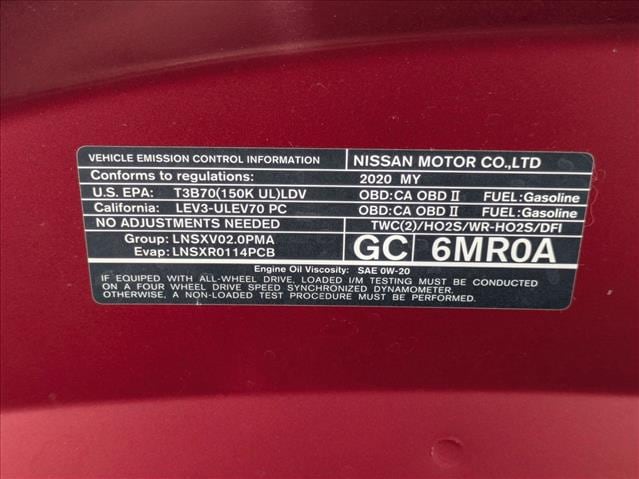 VEHICLE EMISSION CONTROL INFORMATION NISSAN MOTOR CO.,LTD
Conforms to regulations: 2020 MY
U.S. EPA: T3B70(150K UL)LDV OBD:CA OBD II FUEL:Gasoline
California: LEV3-ULEV70 PC OBD:CA OBD II FUEL:Gasoline
NO ADJUSTMENTS NEEDED TWC(2)/HO2S/WR-HO2S/DFI
Group: LNSXV02.0PMA GC 6MR0A
Evap: LNSXR0114PCB
Engine Oil Viscosity: SAE 0W-20
IF EQUIPPED WITH ALL-WHEEL DRIVE, LOADED I/M TESTING MUST BE CONDUCTED
ON A FOUR WHEEL DRIVE SPEED SYNCHRONIZED DYNAMOMETER.
OTHERWISE, A NON-LOADED TEST PROCEDURE MUST BE PERFORMED.